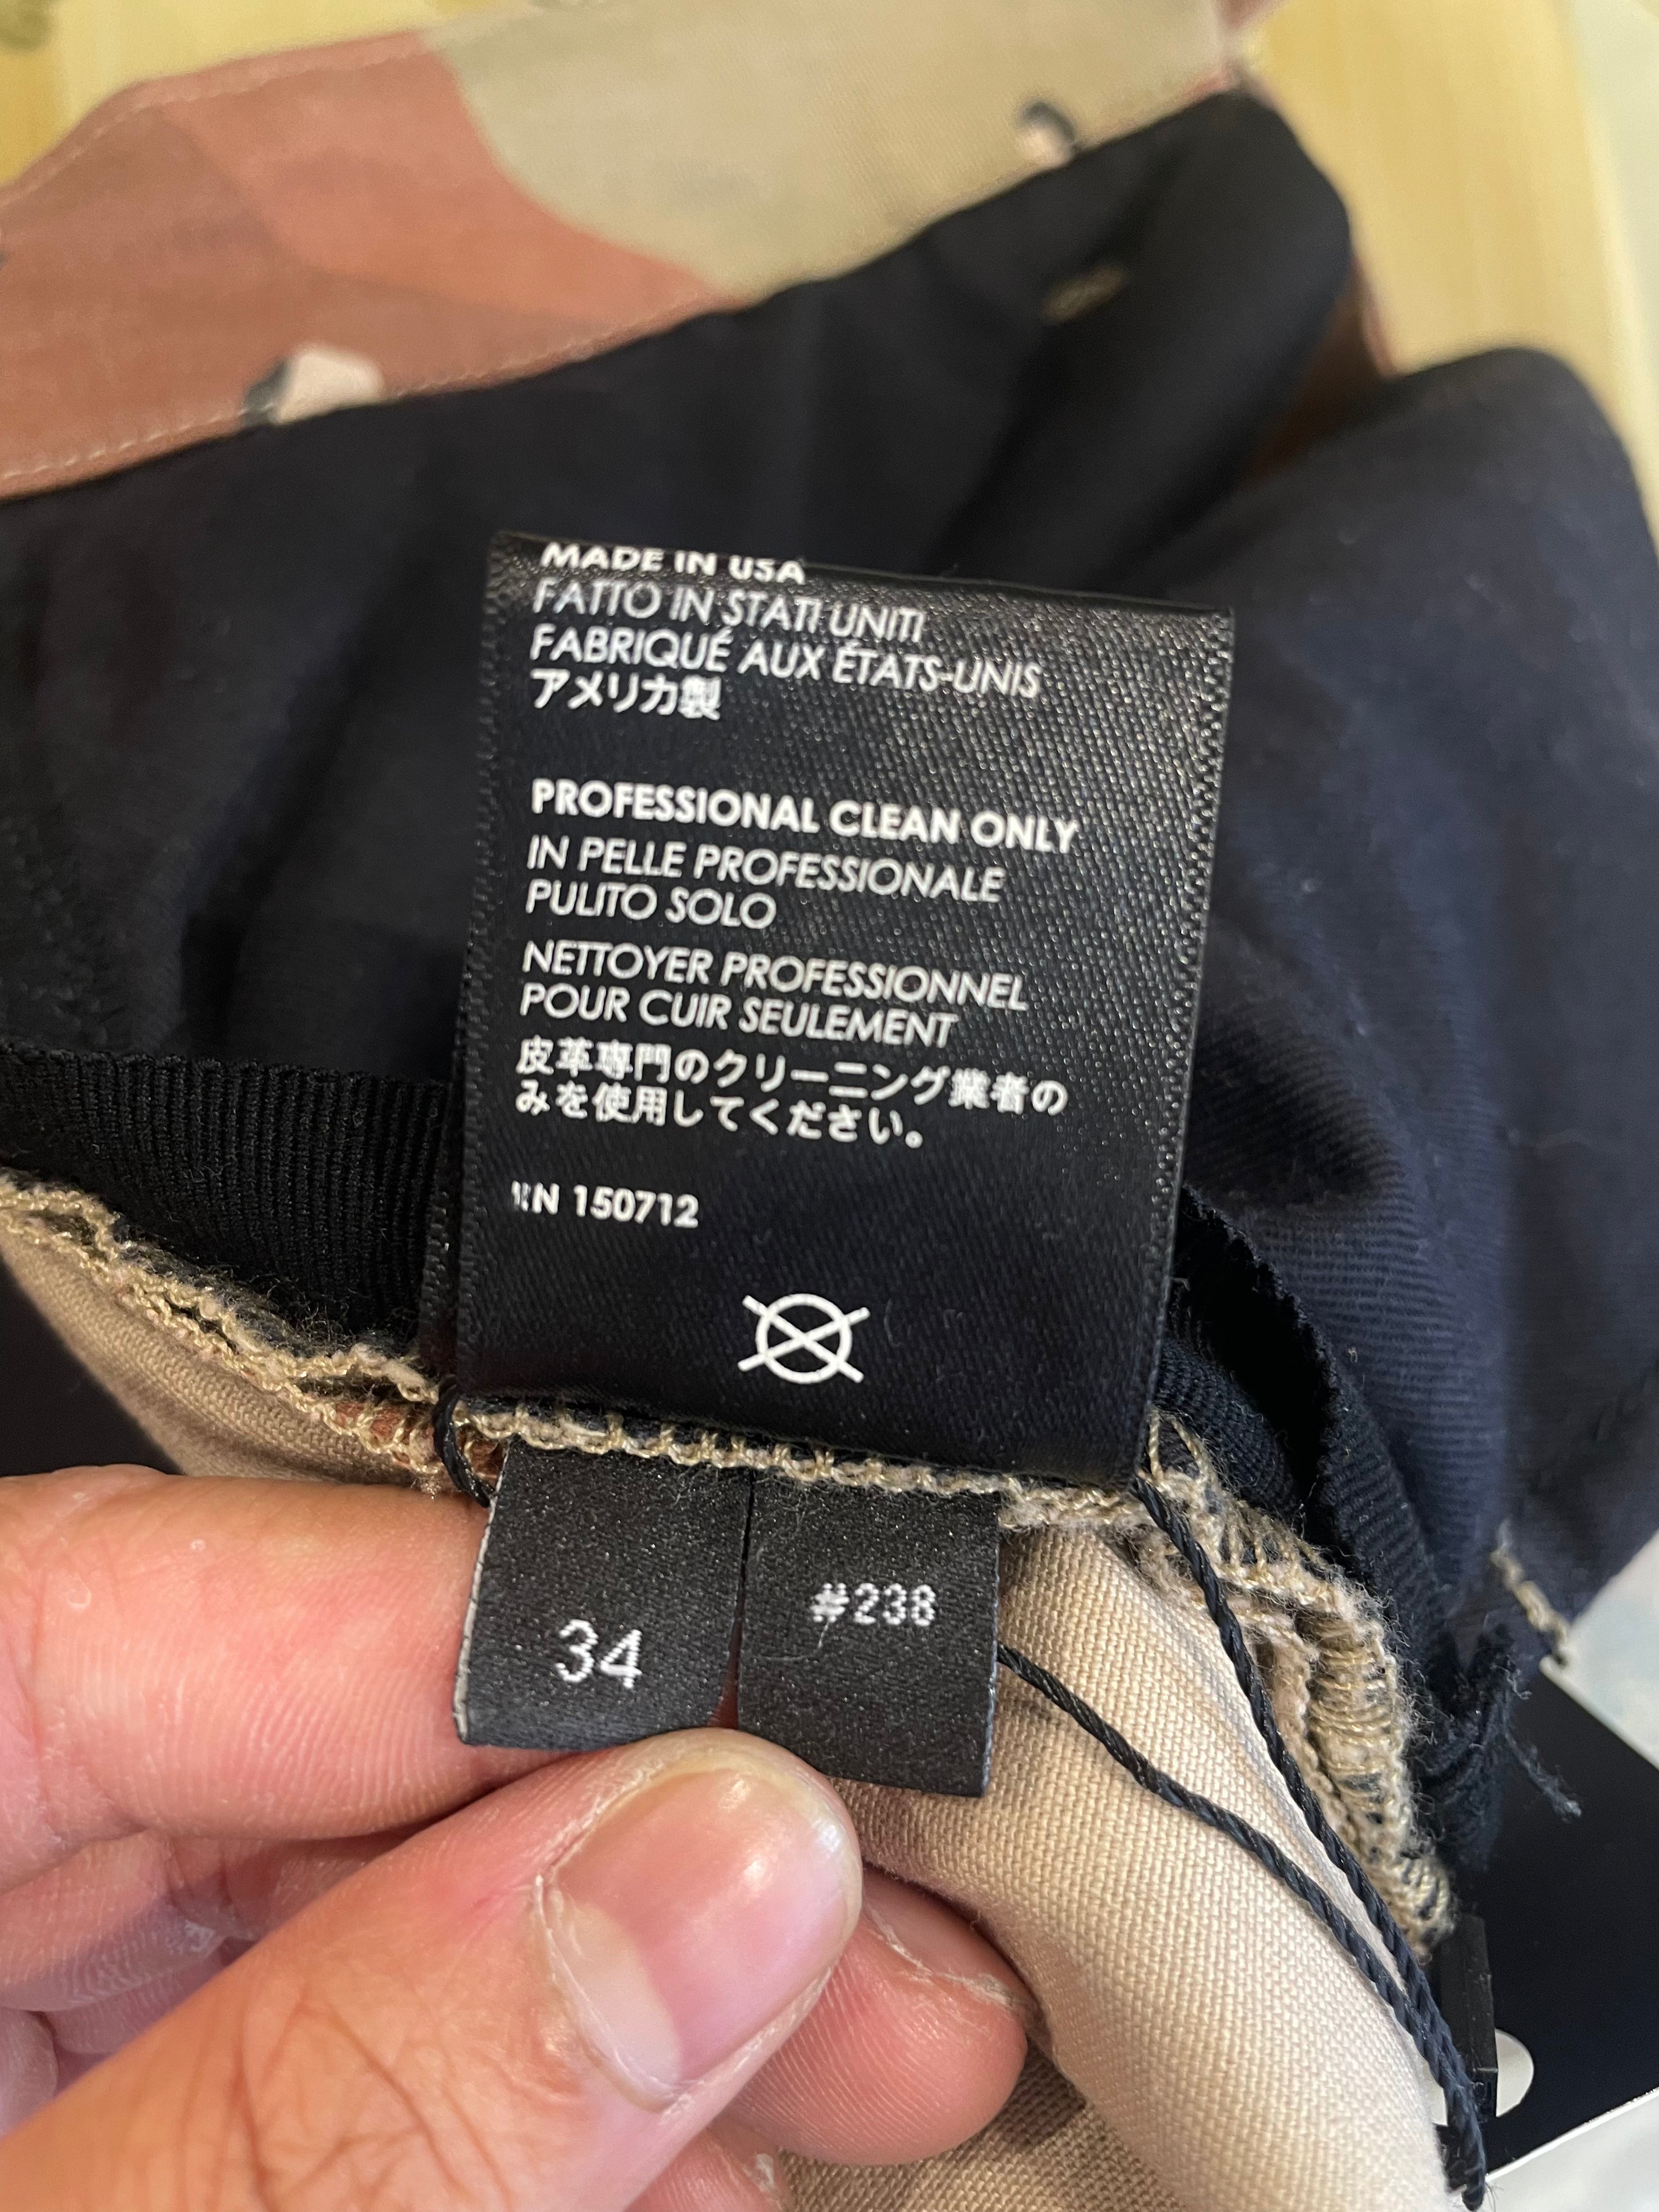 MADE IN USA
FATTO IN STATI UNITI
FABRIQUÉ AUX ÉTATS-UNIS
アメリカ製
PROFESSIONAL CLEAN ONLY
IN PELLE PROFESSIONALE
PULITO SOLO
NETTOYER PROFESSIONNEL
POUR CUIR SEULEMENT
皮革専門のクリーニング業者の
みを使用してください。
RN 150712
34
#238